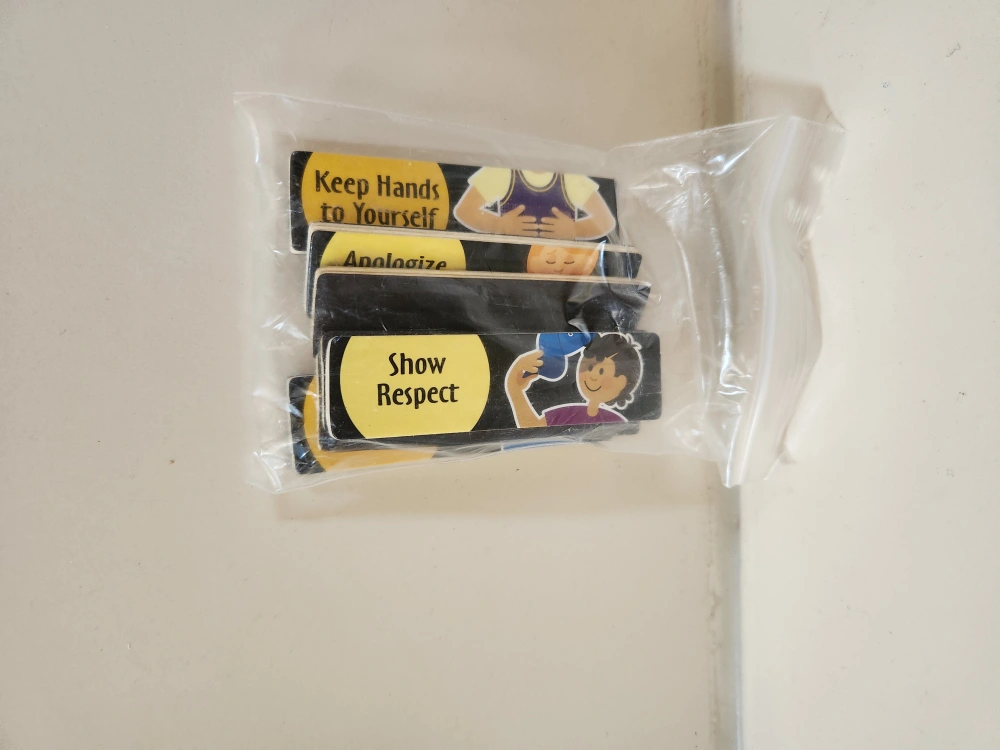 Keep Hands
to Yourself
Apologize
Show
Respect